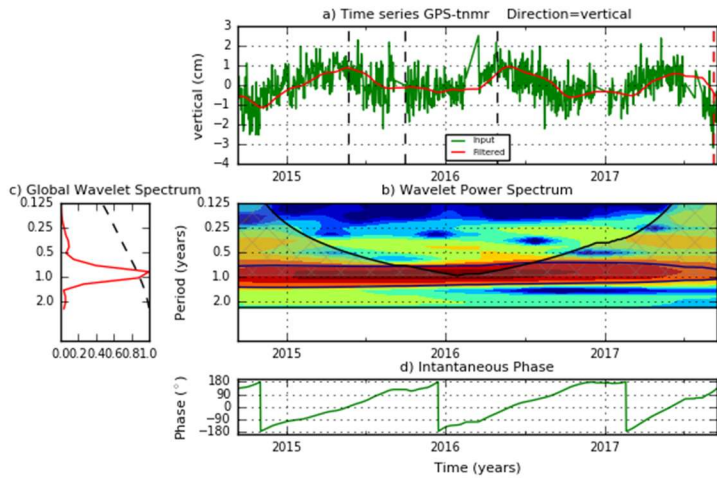 a) Time series GPS-tnmr Direction=vertical
3
2
1
0
−1
−2
−3
−4
vertical (cm)
Input
Filtered
2015 2016 2017
c) Global Wavelet Spectrum
0.125
0.25
0.5
1.0
2.0
0.00.20.40.60.81.0
b) Wavelet Power Spectrum
0.125
0.25
0.5
1.0
2.0
Period (years)
2015 2016 2017
d) Intantaneous Phase
180
90
0
−90
−180
Phase (°)
2015 2016 2017
Time (years)